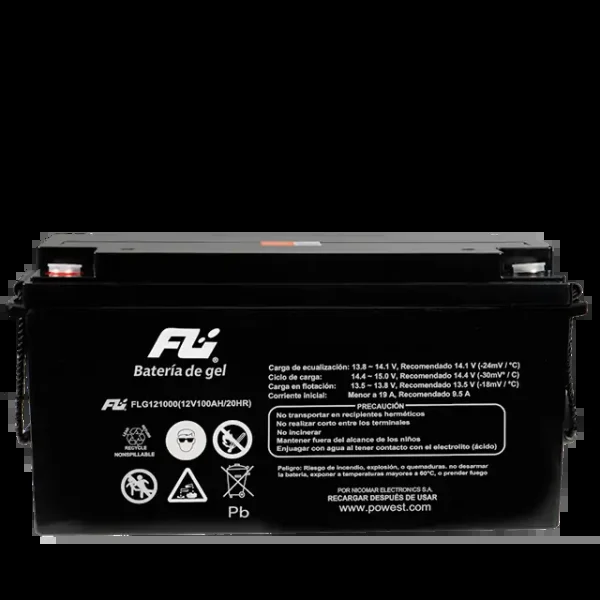 FLi
Batería de gel
FLi FLG121000(12V100AH/20HR)
RECYCLE
NONSPILLABLE
Pb
Carga de ecualización: 13.8 ~ 14.1 V, Recomendado 14.1 V (-24mV / °C)
Ciclo de carga: 14.4 ~ 15.0 V, Recomendado 14.4 V (-30mV° / C)
Carga en flotación: 13.5 ~ 13.8 V, Recomendado 13.5 V (-18mV / °C)
Corriente inicial: Menor a 19 A, Recomendado 9.5 A
PRECAUCIÓN
No transportar en recipientes herméticos
No realizar corto entre los terminales
No incinerar
Mantener fuera del alcance de los niños
Enjuagar con agua al tener contacto con el electrolito (ácido)
Peligro: Riesgo de incendio, explosión, o quemaduras. no desarmar
la batería, exponer a temperaturas mayores a 60°C, o prender fuego
POR NICOMAR ELECTRONICS S.A.
RECARGAR DESPUÉS DE USAR
www.powest.com